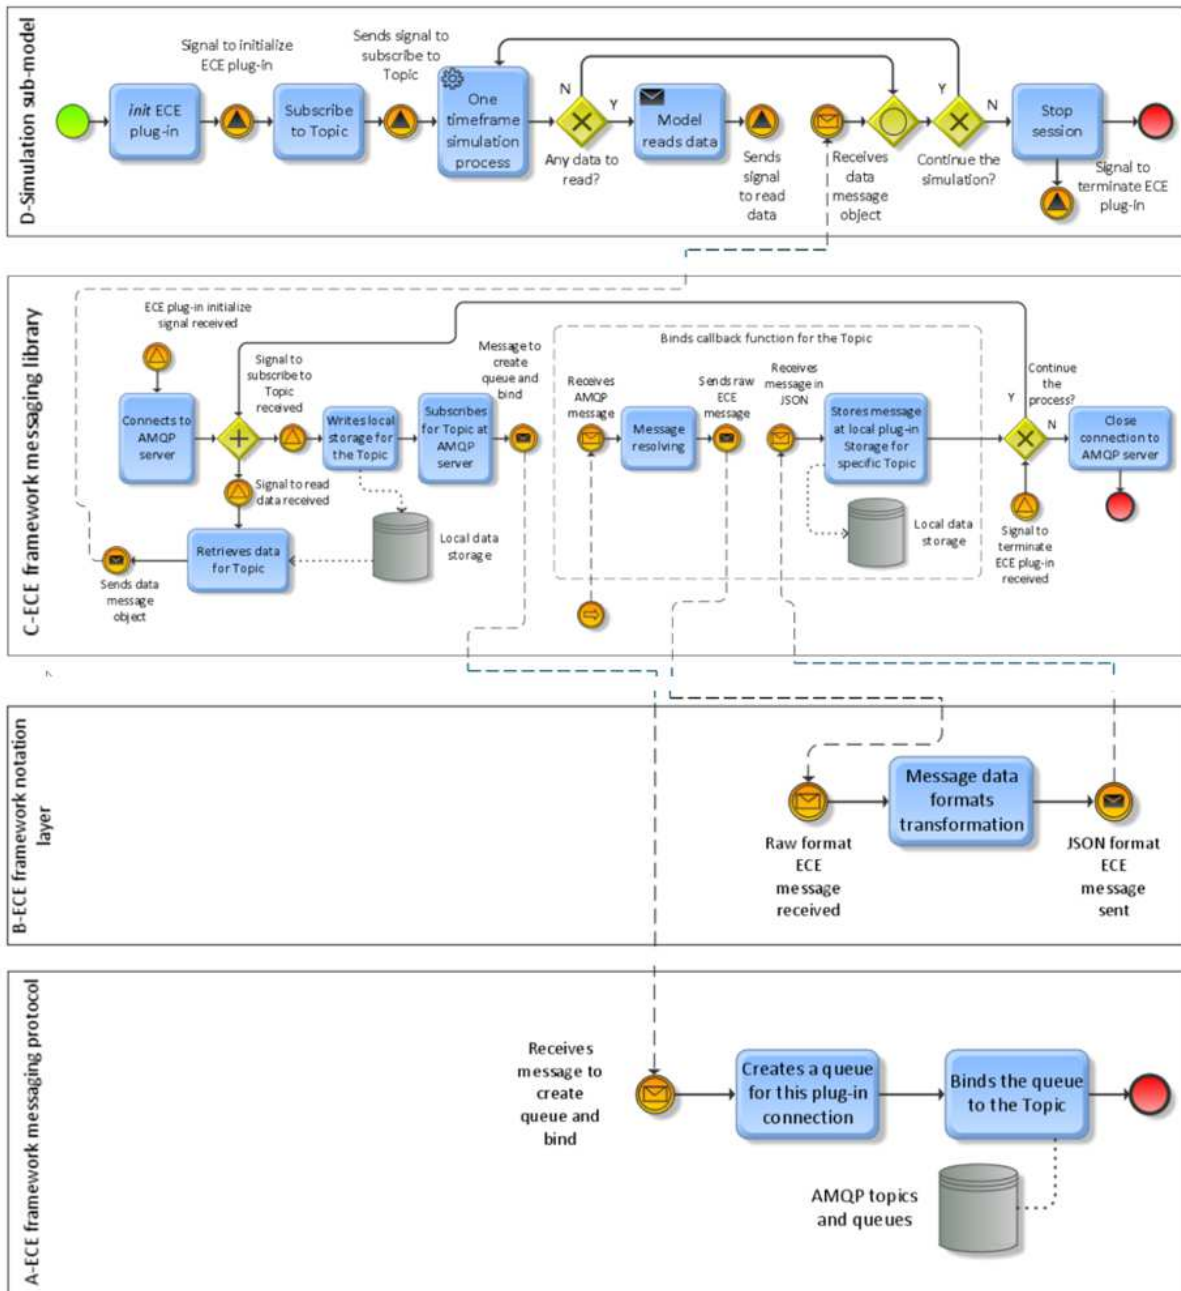 D-Simulation sub-model
Signal to initialize
ECE plug-in
Sends signal to
subscribe to
Topic
init ECE
plug-in
Subscribe
to Topic
One
timeframe
simulation
process
N
Y
Any data to
read?
Model
reads data
Sends
signal
to read
data
Receives
data
message
object
Y
N
Continue the
simulation?
Stop
session
Signal to
terminate ECE
plug-in
C-ECE framework messaging library
ECE plug-in initialize
signal received
Connects to
AMQP
server
Signal to
subscribe to
Topic
received
Writes local
storage for
the Topic
Subscribes
for Topic at
AMQP
server
Message to
create
queue and
bind
Signal to read
data received
Retrieves data
for Topic
Local data
storage
Sends data
message
object
Binds callback function for the Topic
Receives
AMQP
message
Message
resolving
Sends raw
ECE
message
Receives
message in
JSON
Stores message
at local plug-in
Storage for
specific Topic
Local data
storage
Continue
the
process?
Y
N
Close
connection to
AMQP server
Signal to
terminate
ECE plug-in
received
B-ECE framework notation
layer
Raw format
ECE
message
received
Message data
formats
transformation
JSON format
ECE
message
sent
A-ECE framework messaging protocol
Receives
message to
create
queue and
bind
Creates a queue
for this plug-in
connection
Binds the queue
to the Topic
AMQP topics
and queues